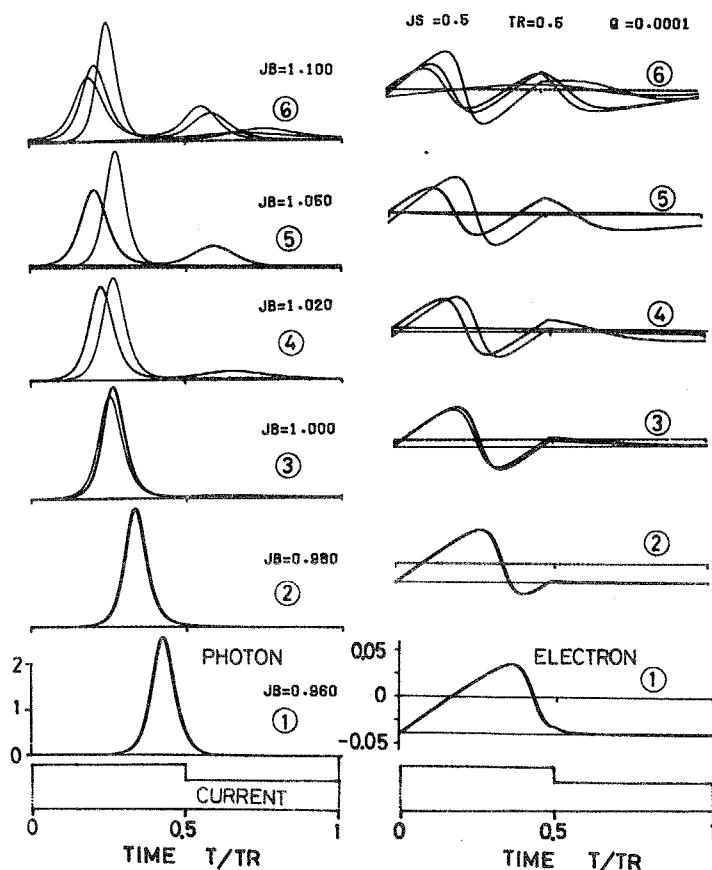 JS =0.5 TR=0.5 Q =0.0001
JB=1.100
⑥
⑥
JB=1.050
⑤
⑤
JB=1.020
④
④
JB=1.000
③
③
JB=0.980
②
②
PHOTON
JB=0.960
①
2
1
0
ELECTRON
①
0.05
0
-0.05
CURRENT
0 0.5 1
TIME T/TR
0 0.5 1
TIME T/TR